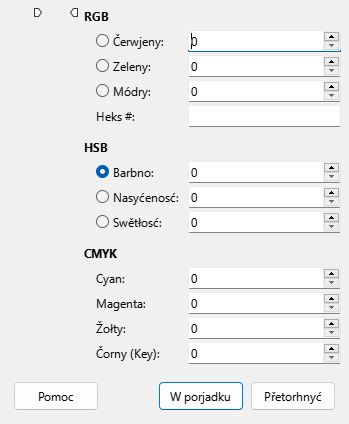 RGB
Čerwjeny: 0
Zeleny: 0
Módry: 0
Heks #:
HSB
Barbno: 0
Nasyćenosć: 0
Swětłosć: 0
CMYK
Cyan: 0
Magenta: 0
Žołty: 0
Čorny (Key): 0
Pomoc W porjadku Přetorhnyć